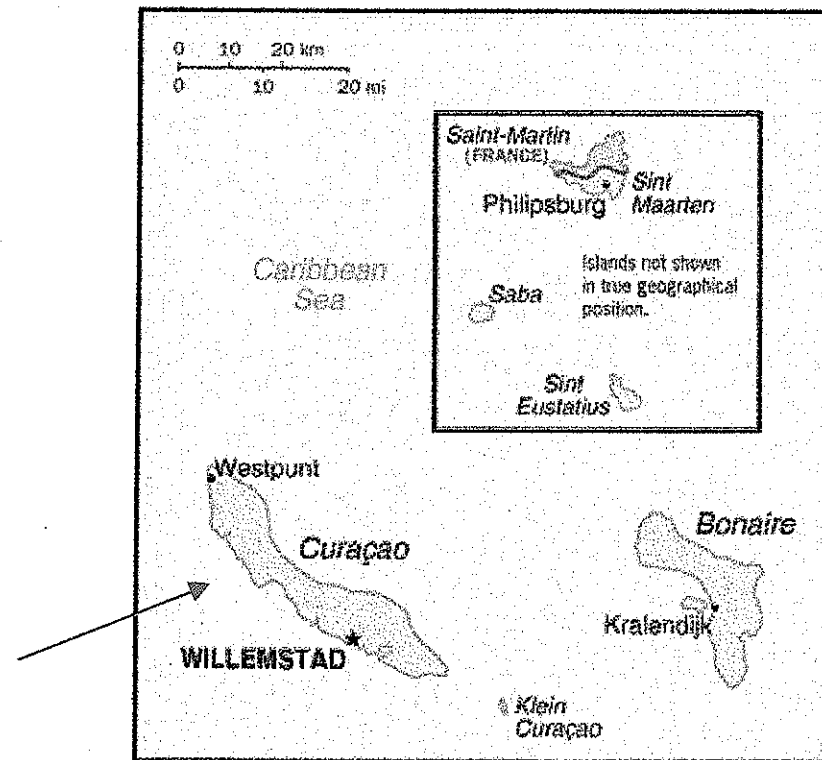 0 10 20 km
0 10 20 mi
Saint-Martin
(FRANCE)
Sint
Maarten
Philipsburg
Caribbean
Sea
Islands not shown
in true geographical
position.
Saba
Sint
Eustatius
Westpunt
Curaçao
Bonaire
Kralendijk
WILLEMSTAD
Klein
Curaçao